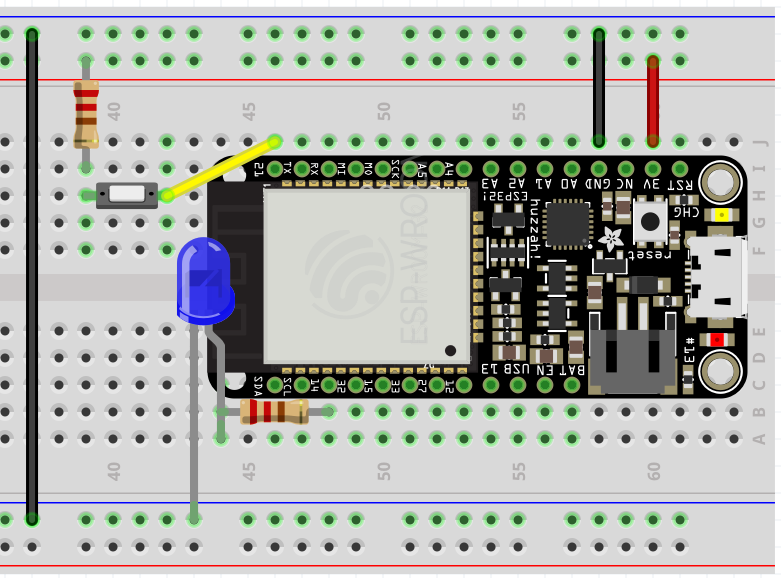 40 45 50 55
J
I
H
G
F
E
D
C
B
A
21 TX RX MI MO SCK A5 A4 A3 A2 A1 A0 GND NC 3V RST
ESP32!
huzzah!
CHG
reset
ESP-WRO
#13
SDA SCL 14 32 15 33 27 12 13 USB EN BAT
40 45 50 55 60